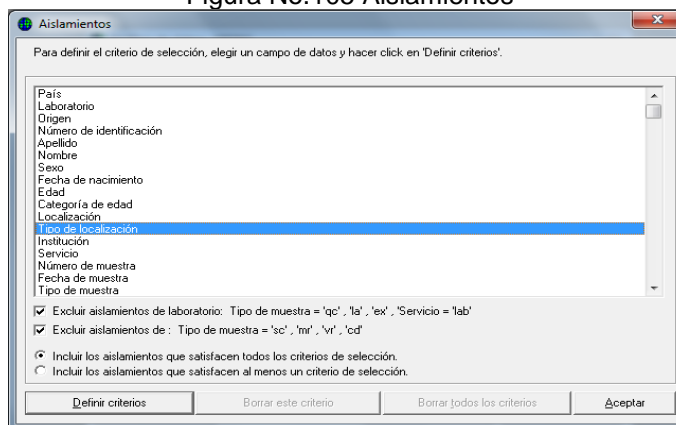 Aislamientos
Para definir el criterio de selección, elegir un campo de datos y hacer click en 'Definir criterios'.
País
Laboratorio
Origen
Número de identificación
Apellido
Nombre
Sexo
Fecha de nacimiento
Edad
Categoría de edad
Localización
Tipo de localización
Institución
Servicio
Número de muestra
Fecha de muestra
Tipo de muestra
Excluir aislamientos de laboratorio: Tipo de muestra = 'qc' , 'la' , 'ex' , 'Servicio = 'lab'
Excluir aislamientos de : Tipo de muestra = 'sc' , 'mr' , 'vr' , 'cd'
Incluir los aislamientos que satisfacen todos los criterios de selección.
Incluir los aislamientos que satisfacen al menos un criterio de selección.
Definir criterios Borrar este criterio Borrar todos los criterios Aceptar